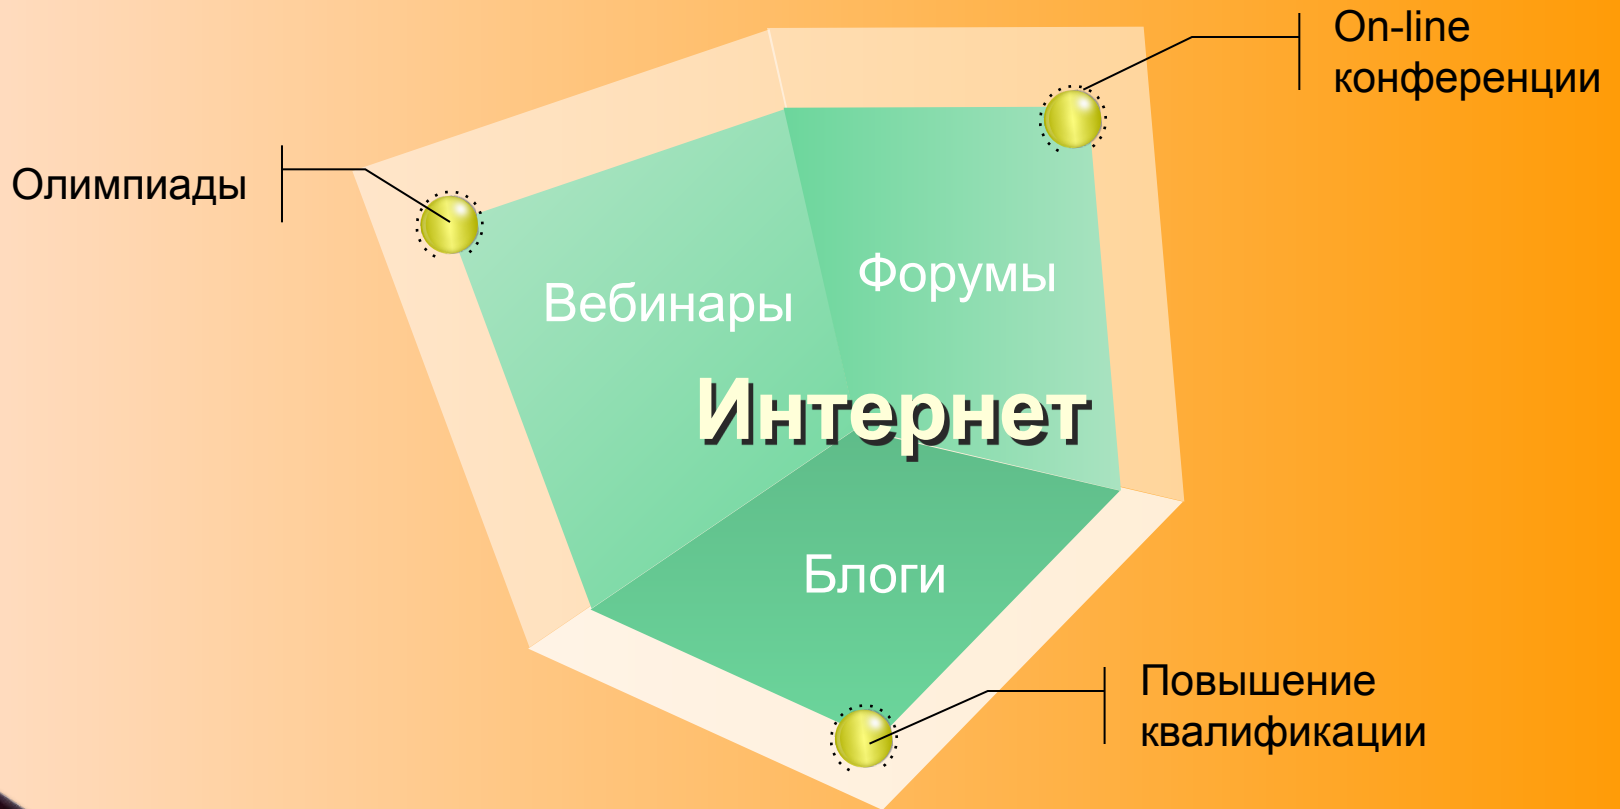 On-line
конференции
Олимпиады
Форумы
Вебинары
Интернет
Блоги
Повышение
квалификации